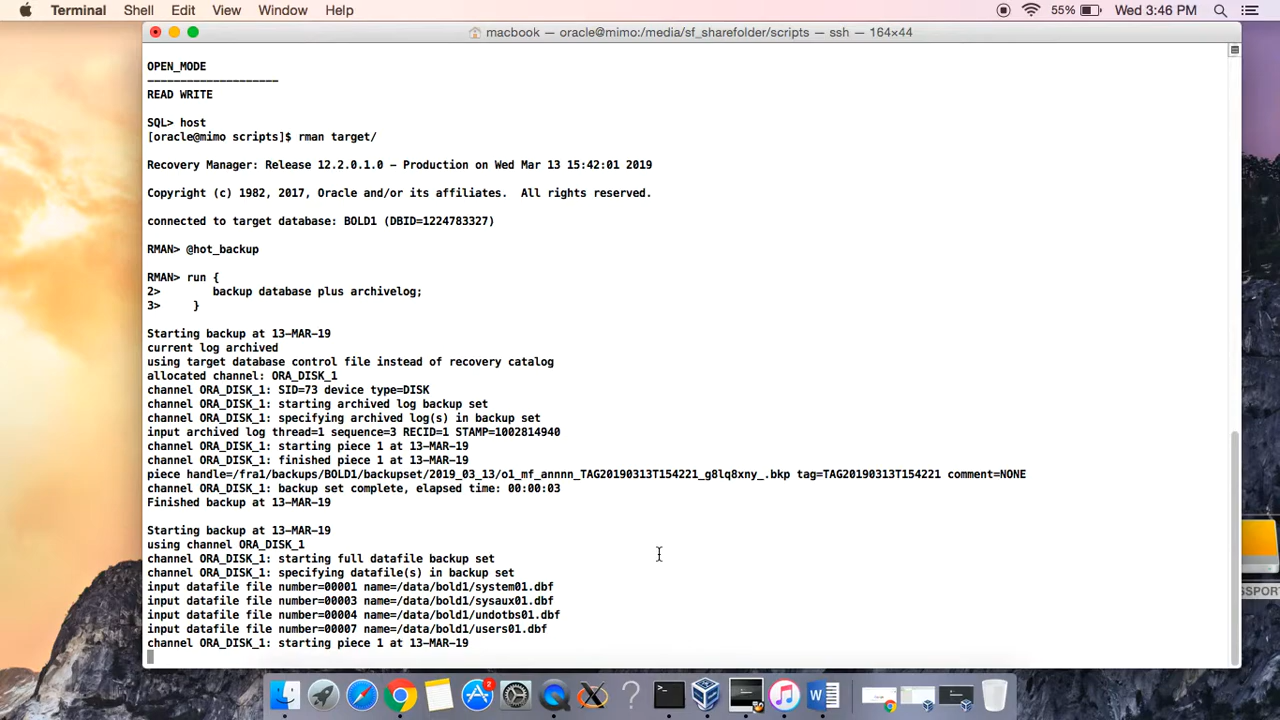 Terminal Shell Edit View Window Help 55% Wed 3:46 PM
macbook — oracle@mimo:/media/sf_sharefolder/scripts — ssh — 164×44
OPEN_MODE
--------------------
READ WRITE
SQL> host
[oracle@mimo scripts]$ rman target/
Recovery Manager: Release 12.2.0.1.0 - Production on Wed Mar 13 15:42:01 2019
Copyright (c) 1982, 2017, Oracle and/or its affiliates.  All rights reserved.
connected to target database: BOLD1 (DBID=1224783327)
RMAN> @hot_backup
RMAN> run {
2>        backup database plus archivelog;
3>     }
Starting backup at 13-MAR-19
current log archived
using target database control file instead of recovery catalog
allocated channel: ORA_DISK_1
channel ORA_DISK_1: SID=73 device type=DISK
channel ORA_DISK_1: starting archived log backup set
channel ORA_DISK_1: specifying archived log(s) in backup set
input archived log thread=1 sequence=3 RECID=1 STAMP=1002814940
channel ORA_DISK_1: starting piece 1 at 13-MAR-19
channel ORA_DISK_1: finished piece 1 at 13-MAR-19
piece handle=/fra1/backups/BOLD1/backupset/2019_03_13/o1_mf_annnn_TAG20190313T154221_g8lq8xny_.bkp tag=TAG20190313T154221 comment=NONE
channel ORA_DISK_1: backup set complete, elapsed time: 00:00:03
Finished backup at 13-MAR-19
Starting backup at 13-MAR-19
using channel ORA_DISK_1
channel ORA_DISK_1: starting full datafile backup set
channel ORA_DISK_1: specifying datafile(s) in backup set
input datafile file number=00001 name=/data/bold1/system01.dbf
input datafile file number=00003 name=/data/bold1/sysaux01.dbf
input datafile file number=00004 name=/data/bold1/undotbs01.dbf
input datafile file number=00007 name=/data/bold1/users01.dbf
channel ORA_DISK_1: starting piece 1 at 13-MAR-19
SSPORT
2